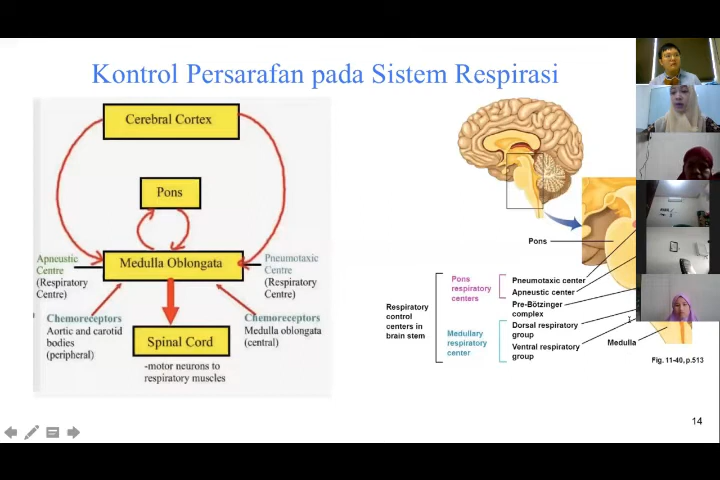 Kontrol Persarafan pada Sistem Respirasi
Cerebral Cortex
Pons
Apneustic
Centre
(Respiratory
Centre)
Medulla Oblongata
Pneumotaxic
Centre
(Respiratory
Centre)
Chemoreceptors
Aortic and carotid
bodies
(peripheral)
Chemoreceptors
Medulla oblongata
(central)
Spinal Cord
-motor neurons to
respiratory muscles
Pons
Respiratory
control
centers in
brain stem
Pons
respiratory
centers
Medullary
respiratory
center
Pneumotaxic center
Apneustic center
Pre-Bötzinger
complex
Dorsal respiratory
group
Ventral respiratory
group
Medulla
Fig. 11-40, p.513
14